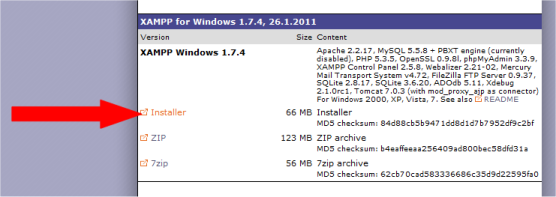 XAMPP for Windows 1.7.4, 26.1.2011
Version Size Content
XAMPP Windows 1.7.4 Apache 2.2.17, MySQL 5.5.8 + PBXT engine (currently
disabled), PHP 5.3.5, OpenSSL 0.9.8l, phpMyAdmin 3.3.9,
XAMPP Control Panel 2.5.8, Webalizer 2.21-02, Mercury
Mail Transport System v4.72, FileZilla FTP Server 0.9.37,
SQLite 2.8.17, SQLite 3.6.20, ADOdb 5.11, Xdebug
2.1.0rc1, Tomcat 7.0.3 (with mod_proxy_ajp as connector)
For Windows 2000, XP, Vista, 7. See also README
Installer 66 MB Installer
MD5 checksum: 84d88cb5b9471dd8d1d7b7952df9c2bf
ZIP 123 MB ZIP archive
MD5 checksum: b4eaffeeaa256409ad800bec58dfd31a
7zip 56 MB 7zip archive
MD5 checksum: 62cb70cad583336686c35d9d22595fa0